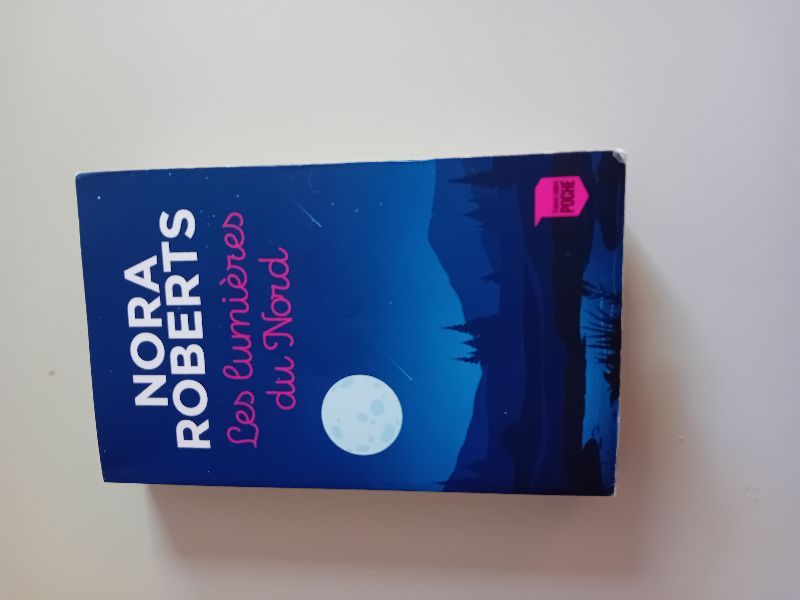 NORA
ROBERTS
Les lumières
du Nord
POCHE